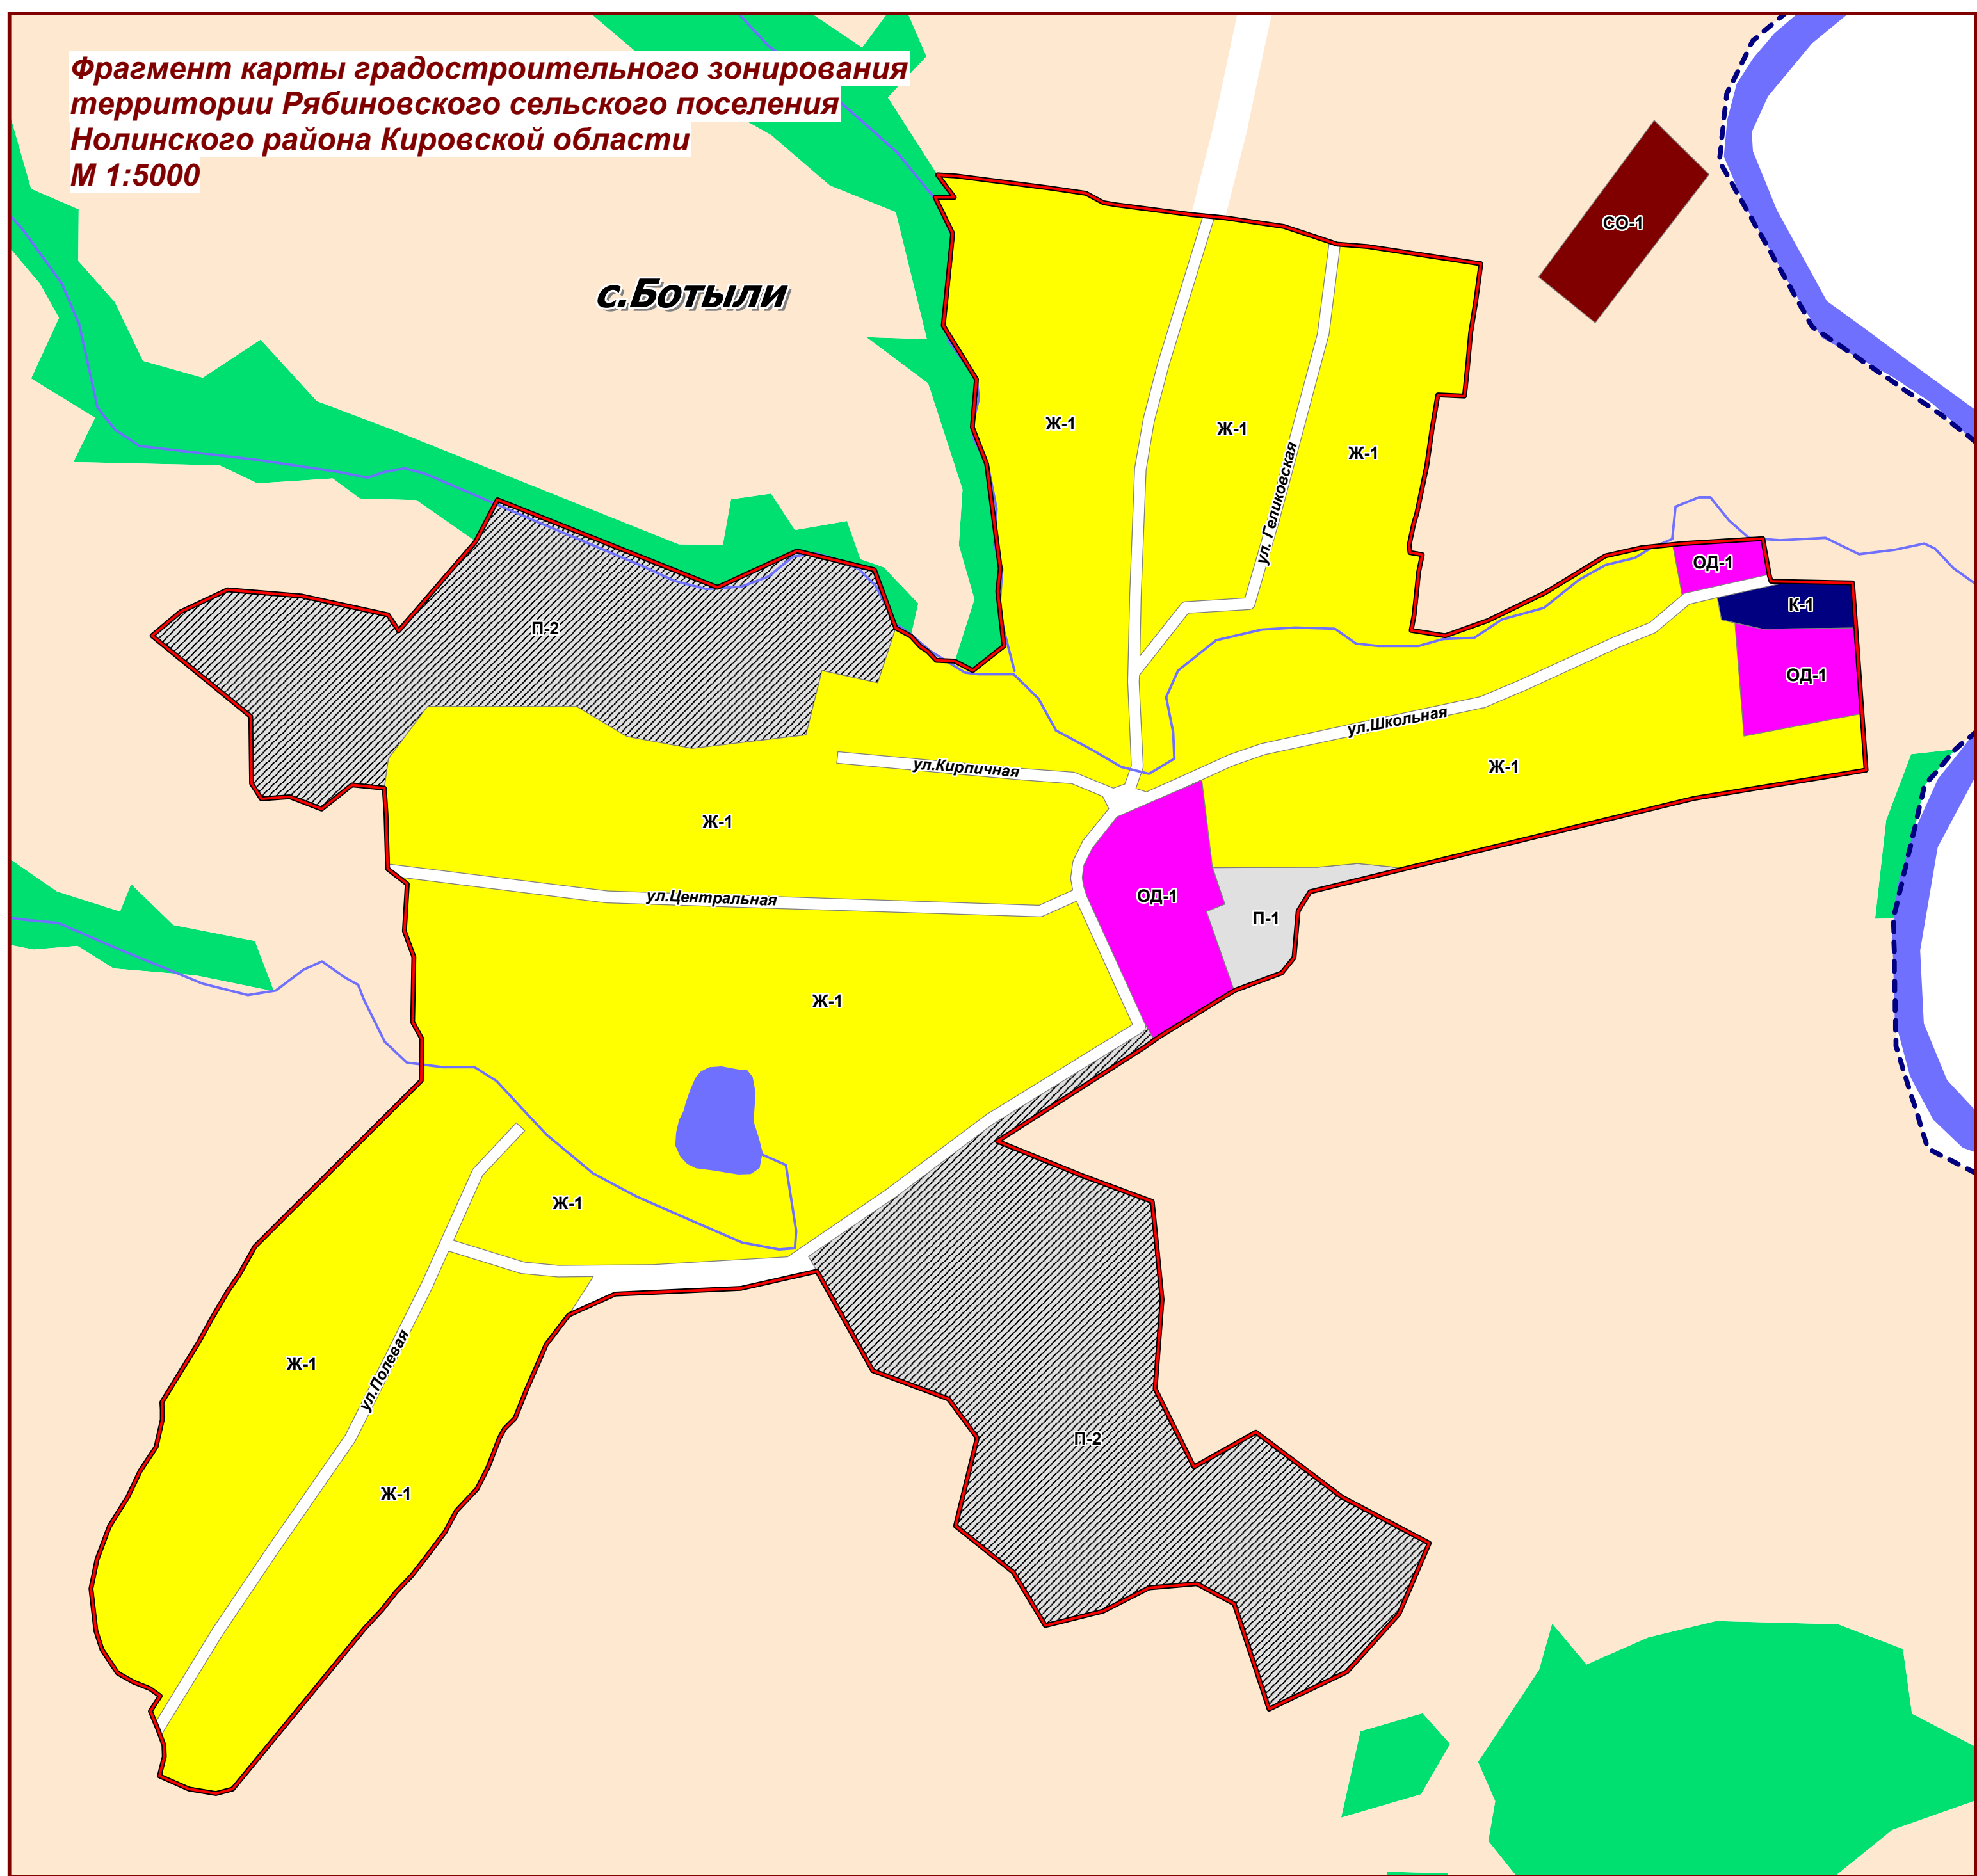 Фрагмент карты градостроительного зонирования
территории Рябиновского сельского поселения
Нолинского района Кировской области
М 1:5000
СО-1
с.Ботыли
Ж-1
Ж-1
Ж-1
ул. Геликовская
ОД-1
К-1
П-2
ОД-1
ул.Школьная
ул.Кирпичная
Ж-1
Ж-1
ул.Центральная
ОД-1
П-1
Ж-1
Ж-1
Ж-1
ул.Полевая
П-2
Ж-1